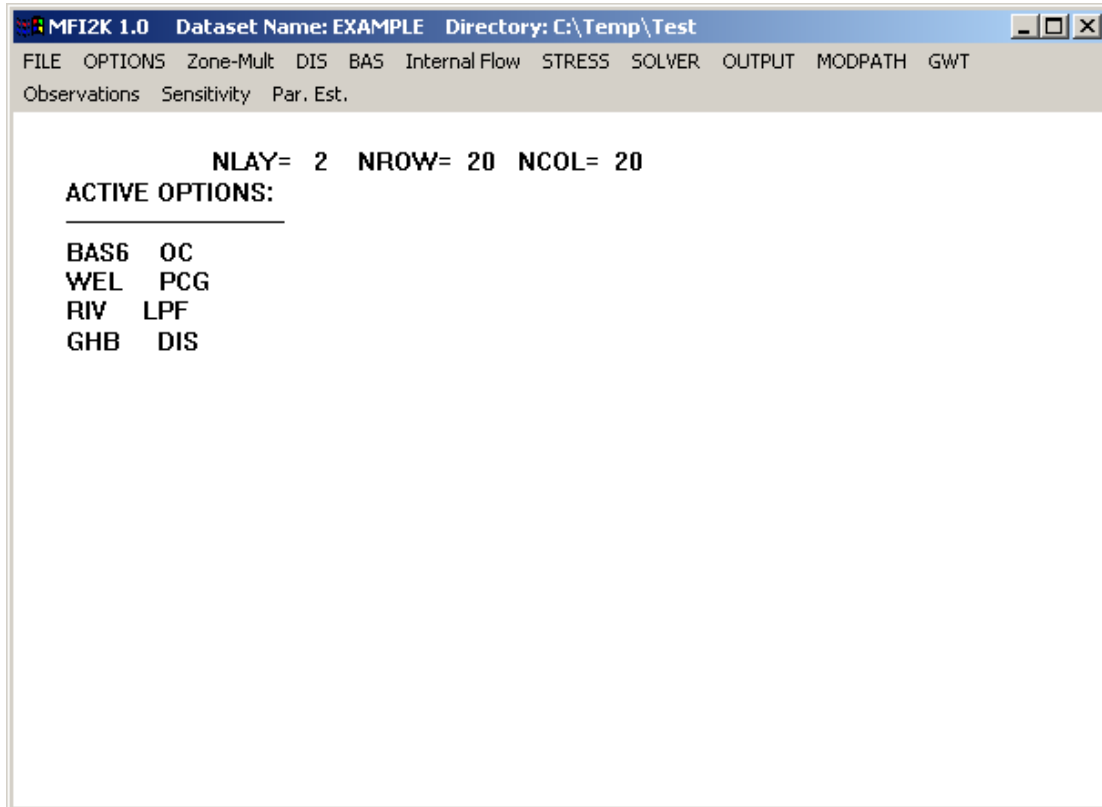 MFI2K 1.0 Dataset Name: EXAMPLE Directory: C:\Temp\Test
FILE OPTIONS Zone-Mult DIS BAS Internal Flow STRESS SOLVER OUTPUT MODPATH GWT
Observations Sensitivity Par. Est.
NLAY= 2 NROW= 20 NCOL= 20
ACTIVE OPTIONS:
BAS6 OC
WEL PCG
RIV LPF
GHB DIS